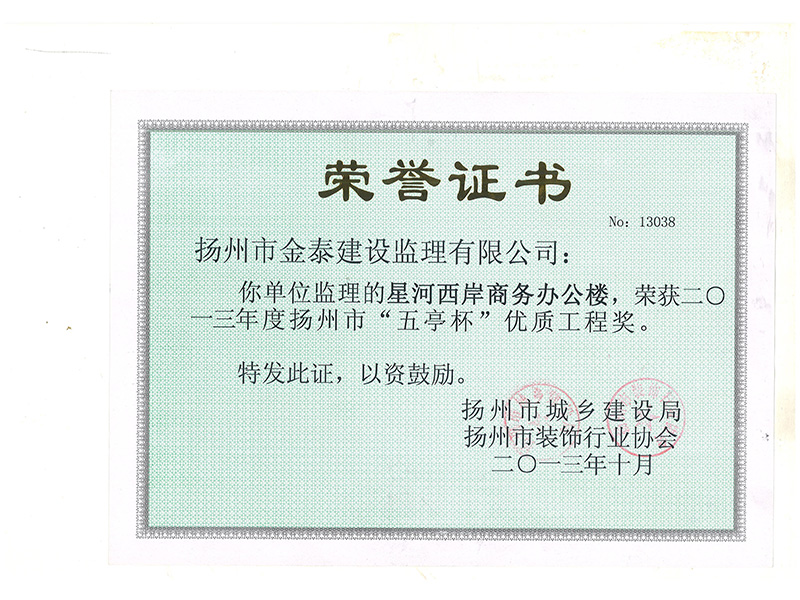 荣誉证书
No: 13038
扬州市金泰建设监理有限公司：
你单位监理的星河西岸商务办公楼，荣获二〇
一三年度扬州市“五亭杯”优质工程奖。
特发此证，以资鼓励。
扬州市城乡建设局
扬州市装饰行业协会
二〇一三年十月